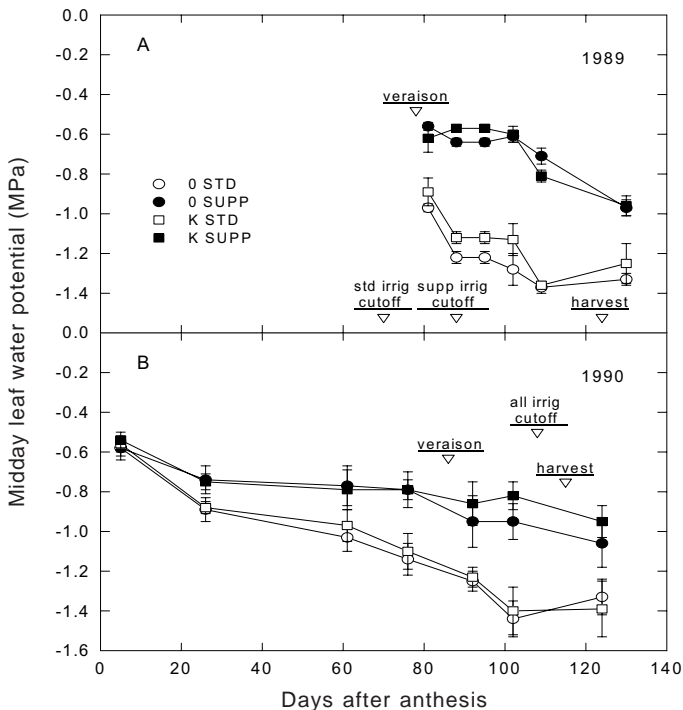 0.0
A
1989
-0.2
-0.4
veraison
-0.6
-0.8
0 STD
0 SUPP
K STD
K SUPP
-1.0
-1.2
std irrig
cutoff
supp irrig
cutoff
harvest
-1.4
0.0
B
1990
-0.2
-0.4
all irrig
cutoff
veraison
harvest
-0.6
-0.8
-1.0
-1.2
-1.4
-1.6
0 20 40 60 80 100 120 140
Days after anthesis
Midday leaf water potential (MPa)